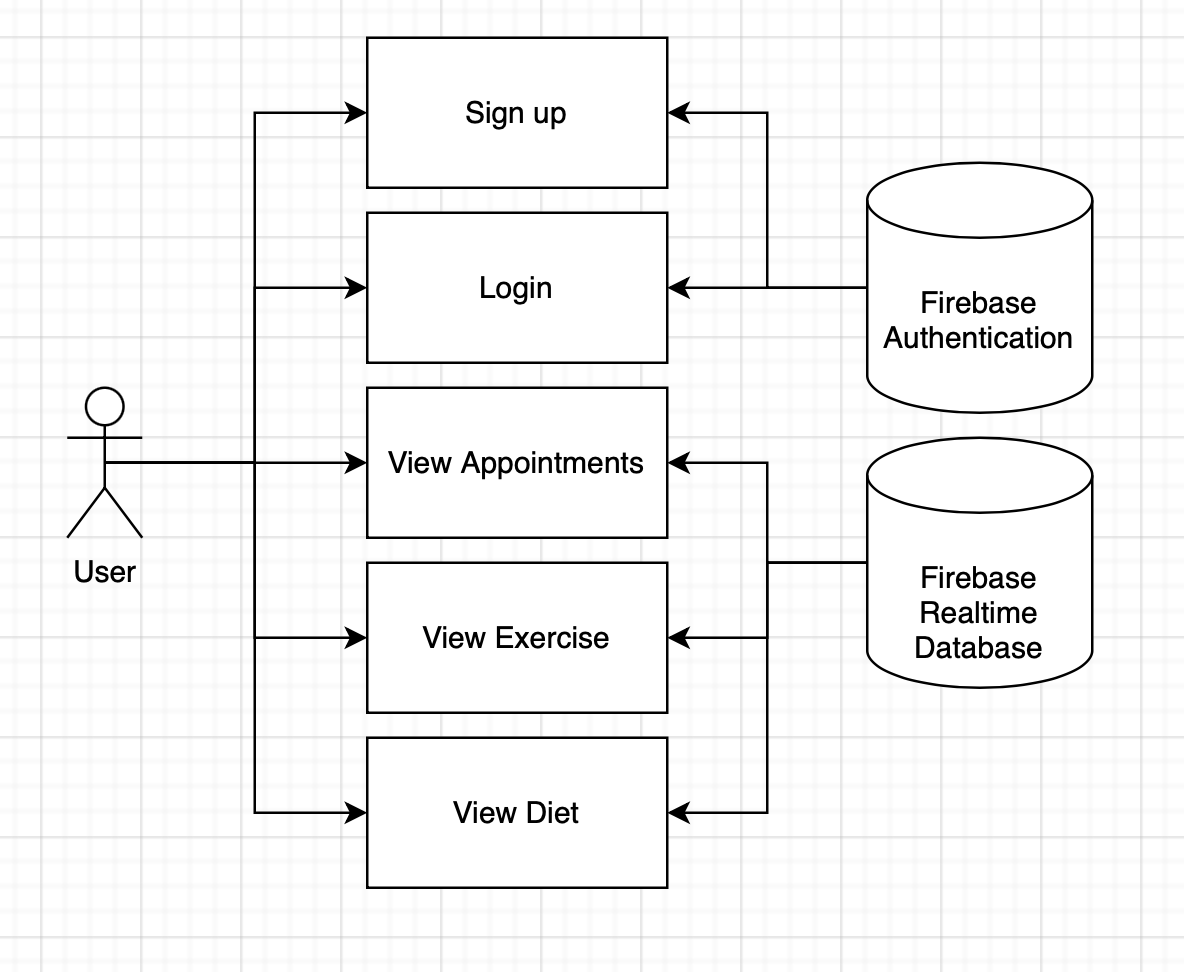 Sign up
Login
View Appointments
View Exercise
View Diet
User
Firebase
Authentication
Firebase
Realtime
Database